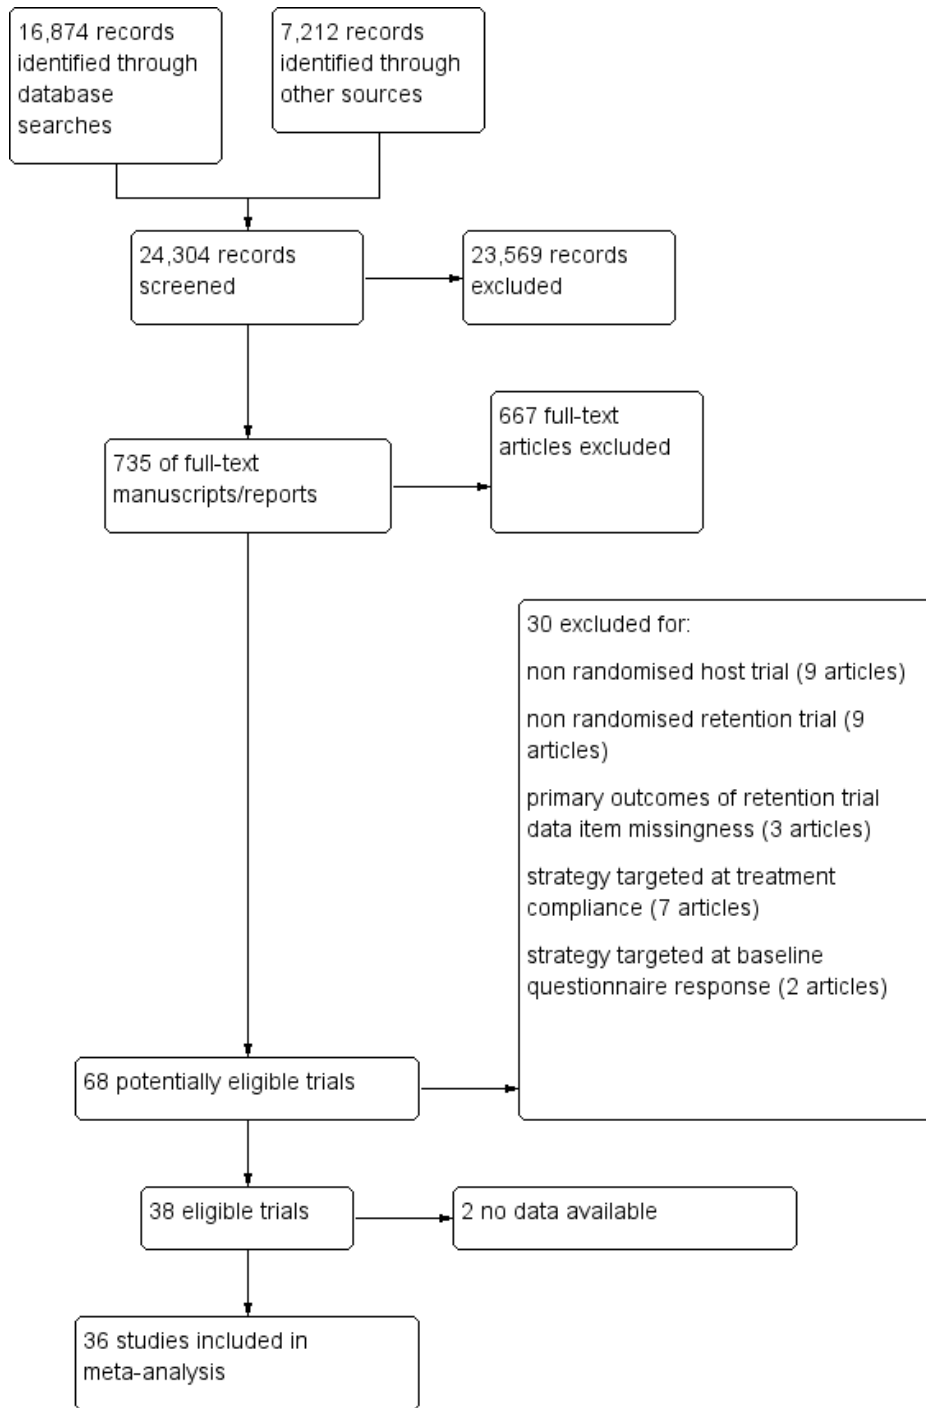 16,874 records
identified through
database
searches
7,212 records
identified through
other sources
24,304 records
screened
23,569 records
excluded
735 of full-text
manuscripts/reports
667 full-text
articles excluded
30 excluded for:
non randomised host trial (9 articles)
non randomised retention trial (9
articles)
primary outcomes of retention trial
data item missingness (3 articles)
strategy targeted at treatment
compliance (7 articles)
strategy targeted at baseline
questionnaire response (2 articles)
68 potentially eligible trials
38 eligible trials
2 no data available
36 studies included in
meta-analysis